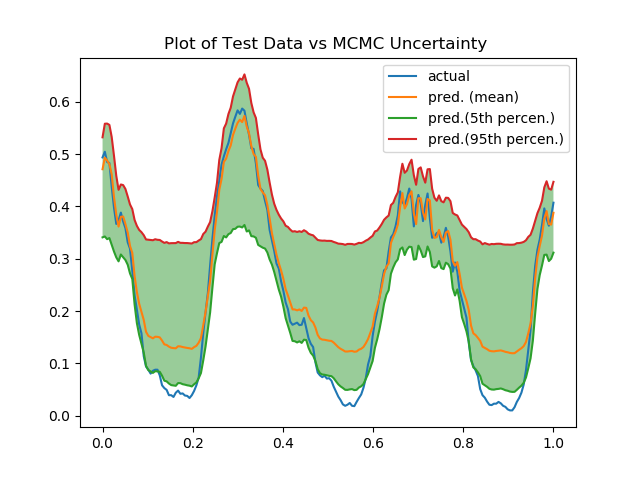 Plot of Test Data vs MCMC Uncertainty
actual
pred. (mean)
pred.(5th percen.)
pred.(95th percen.)
0.6
0.5
0.4
0.3
0.2
0.1
0.0
0.0 0.2 0.4 0.6 0.8 1.0